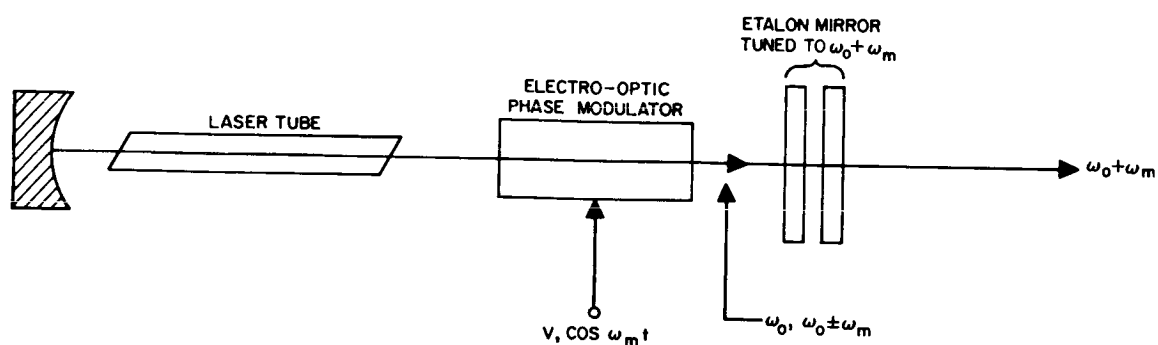 ETALON MIRROR
TUNED TO ω₀+ωₘ
ELECTRO-OPTIC
PHASE MODULATOR
LASER TUBE
ω₀+ωₘ
V, COS ωₘt
ω₀, ω₀±ωₘ